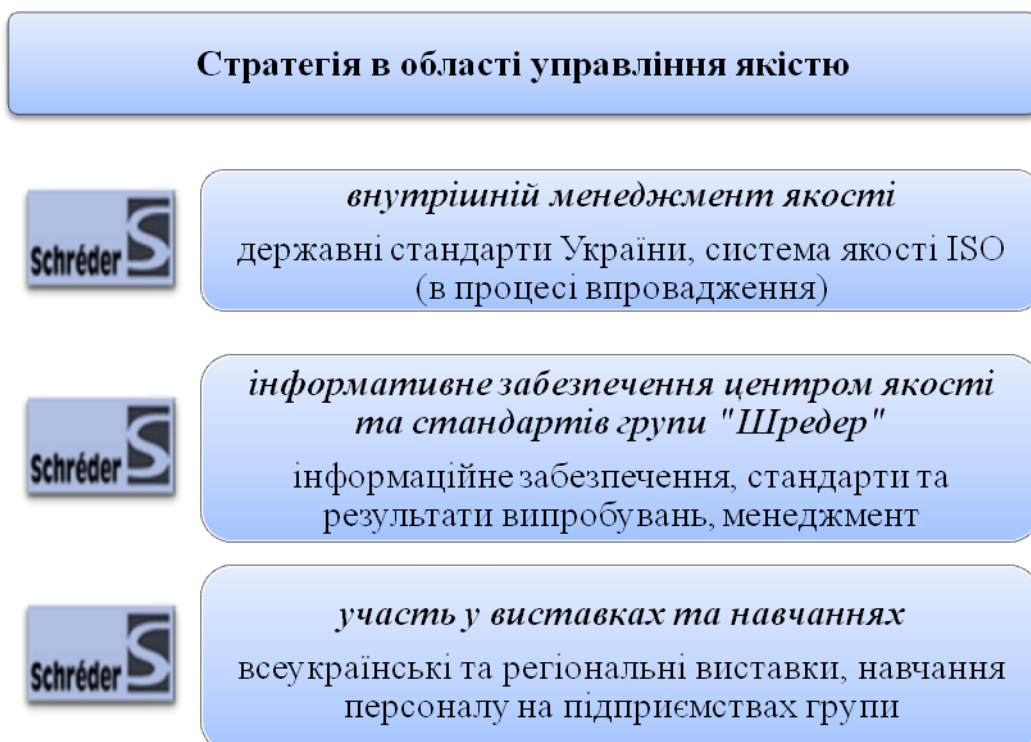 Стратегія в області управління якістю
Schréder
внутрішній менеджмент якості
державні стандарти України, система якості ISO
(в процесі впровадження)
Schréder
інформативне забезпечення центром якості
та стандартів групи "Шредер"
інформаційне забезпечення, стандарти та
результати випробувань, менеджмент
Schréder
участь у виставках та навчаннях
всеукраїнські та регіональні виставки, навчання
персоналу на підприємствах групи